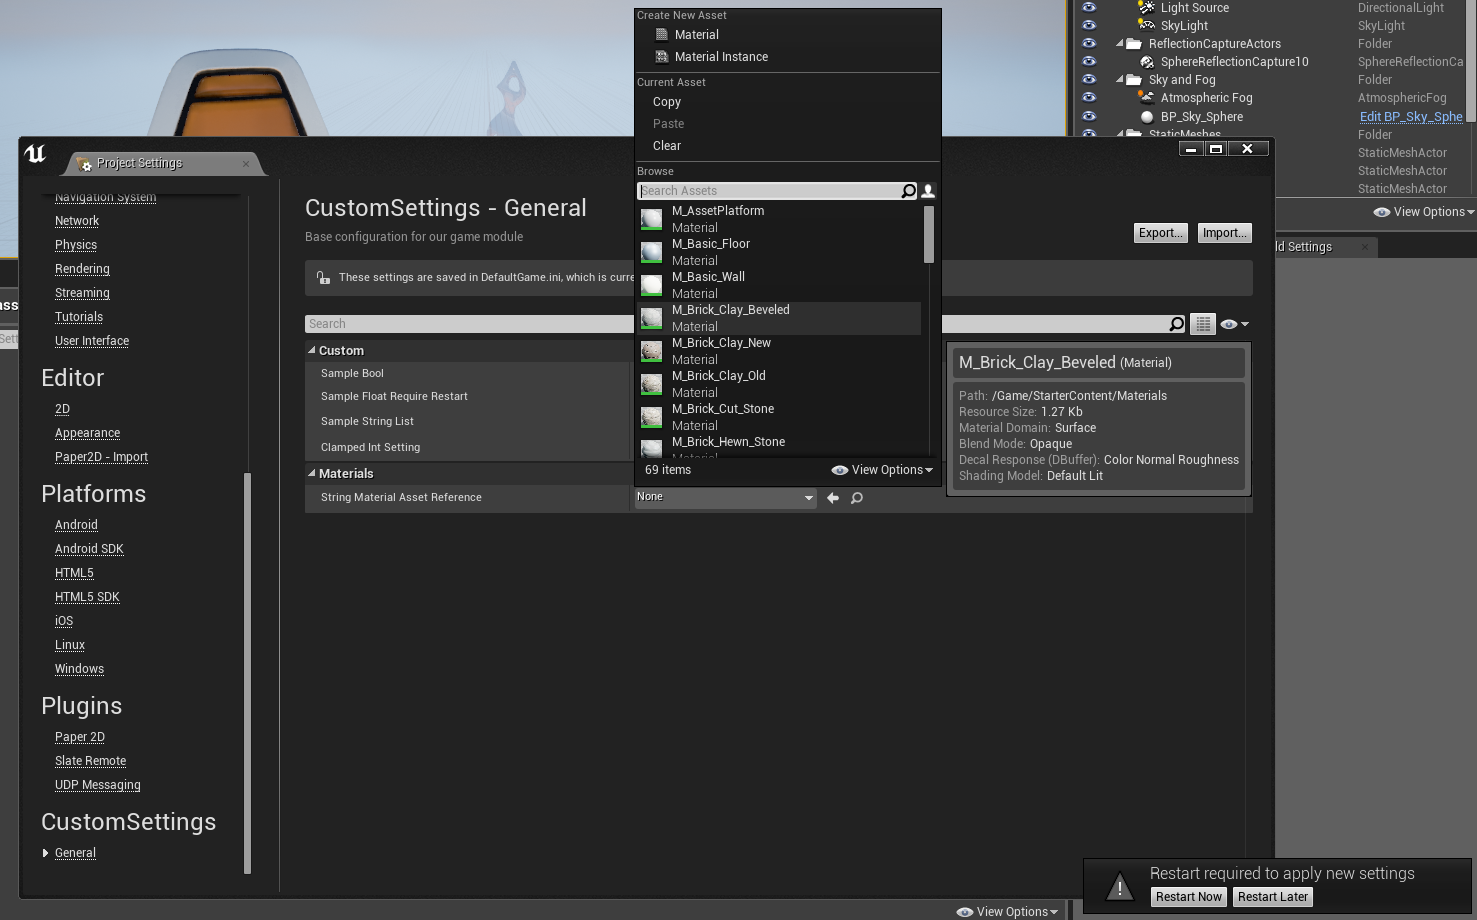 Light Source DirectionalLight
SkyLight SkyLight
ReflectionCaptureActors Folder
SphereReflectionCapture10 SphereReflectionCa
Sky and Fog Folder
Atmospheric Fog AtmosphericFog
BP_Sky_Sphere Edit BP_Sky_Sphe
StaticMeshes Folder
StaticMeshActor
StaticMeshActor
StaticMeshActor
View Options
ld Settings
Project Settings
Navigation System
Network
Physics
Rendering
Streaming
Tutorials
User Interface
Editor
2D
Appearance
Paper2D - Import
Platforms
Android
Android SDK
HTML5
HTML5 SDK
iOS
Linux
Windows
Plugins
Paper 2D
Slate Remote
UDP Messaging
CustomSettings
General
CustomSettings - General
Base configuration for our game module
Export...
Import...
These settings are saved in DefaultGame.ini, which is curre
Search
Custom
Sample Bool
Sample Float Require Restart
Sample String List
Clamped Int Setting
Materials
String Material Asset Reference
None
Create New Asset
Material
Material Instance
Current Asset
Copy
Paste
Clear
Browse
Search Assets
M_AssetPlatform
Material
M_Basic_Floor
Material
M_Basic_Wall
Material
M_Brick_Clay_Beveled
Material
M_Brick_Clay_New
Material
M_Brick_Clay_Old
Material
M_Brick_Cut_Stone
Material
M_Brick_Hewn_Stone
Material
69 items
View Options
M_Brick_Clay_Beveled (Material)
Path: /Game/StarterContent/Materials
Resource Size: 1.27 Kb
Material Domain: Surface
Blend Mode: Opaque
Decal Response (DBuffer): Color Normal Roughness
Shading Model: Default Lit
ass
Set
Restart required to apply new settings
Restart Now
Restart Later
View Options